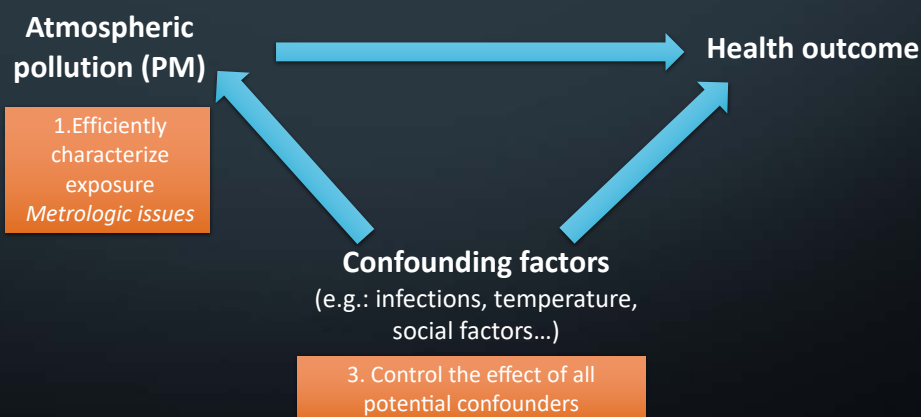 Atmospheric
pollution (PM)
Health outcome
1.Efficiently
characterize
exposure
Metrologic issues
Confounding factors
(e.g.: infections, temperature,
social factors…)
3. Control the effect of all
potential confounders